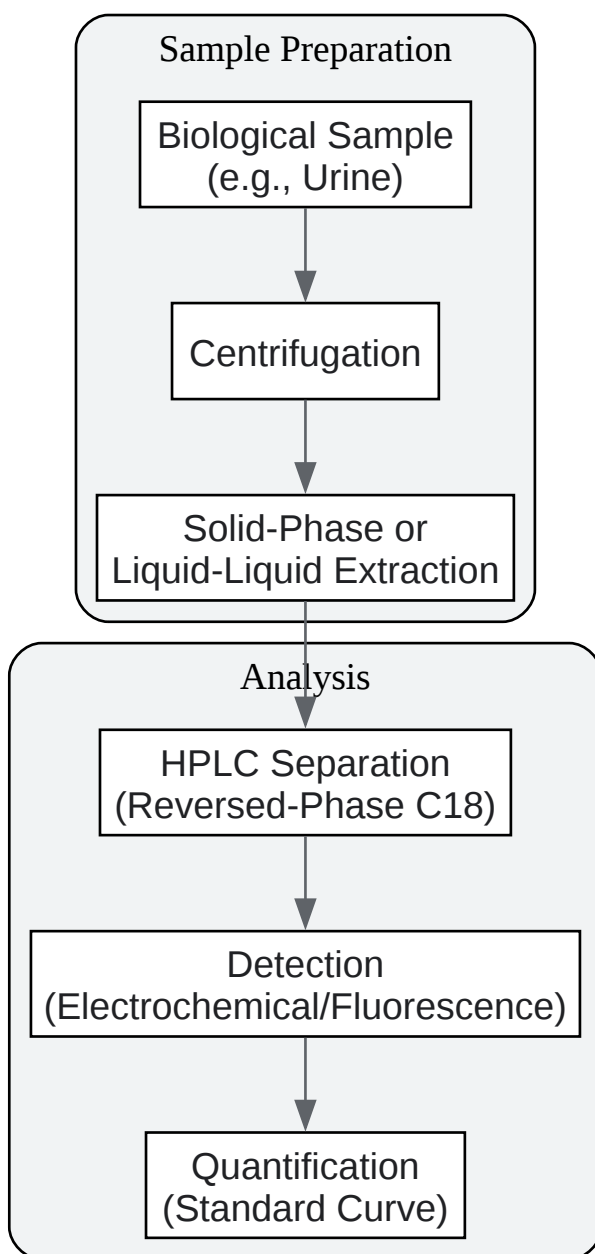 Sample Preparation
Biological Sample
(e.g., Urine)
Centrifugation
Solid-Phase or
Liquid-Liquid Extraction
Analysis
HPLC Separation
(Reversed-Phase C18)
Detection
(Electrochemical/Fluorescence)
Quantification
(Standard Curve)